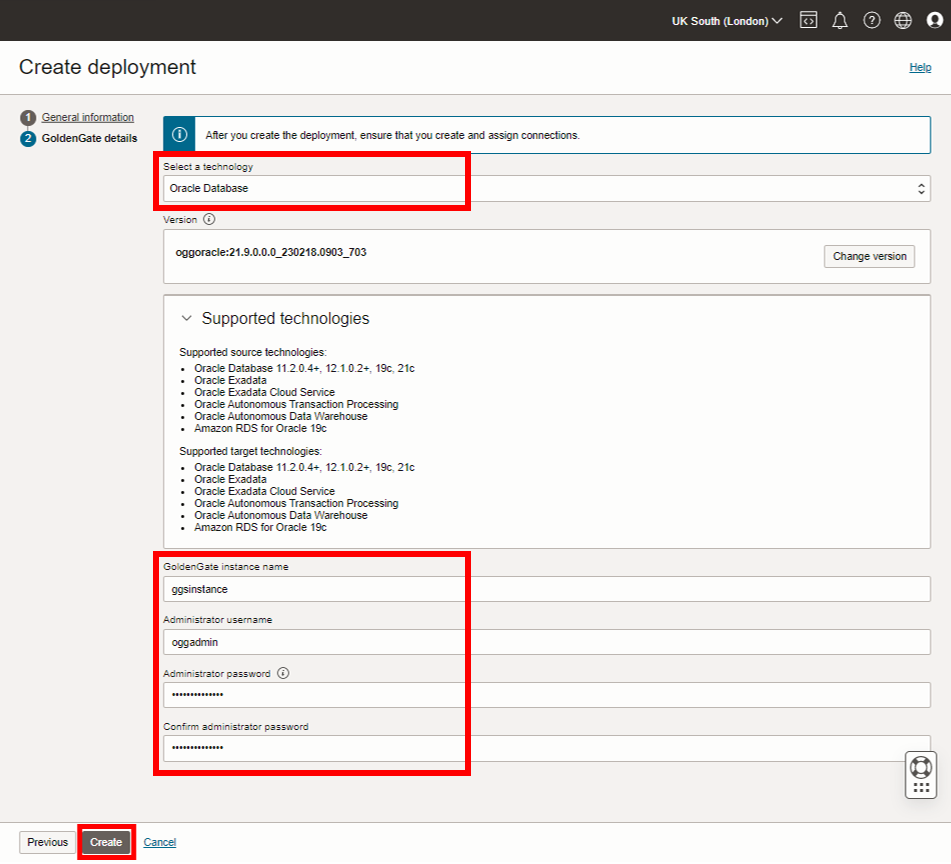 UK South (London)
Create deployment
Help
1 General information
2 GoldenGate details
After you create the deployment, ensure that you create and assign connections.
Select a technology
Oracle Database
Version
oggoracle:21.9.0.0.0_230218.0903_703
Change version
Supported technologies
Supported source technologies:
• Oracle Database 11.2.0.4+, 12.1.0.2+, 19c, 21c
• Oracle Exadata
• Oracle Exadata Cloud Service
• Oracle Autonomous Transaction Processing
• Oracle Autonomous Data Warehouse
• Amazon RDS for Oracle 19c
Supported target technologies:
• Oracle Database 11.2.0.4+, 12.1.0.2+, 19c, 21c
• Oracle Exadata
• Oracle Exadata Cloud Service
• Oracle Autonomous Transaction Processing
• Oracle Autonomous Data Warehouse
• Amazon RDS for Oracle 19c
GoldenGate instance name
ggsinstance
Administrator username
oggadmin
Administrator password
••••••••••••••
Confirm administrator password
••••••••••••••
Previous Create Cancel